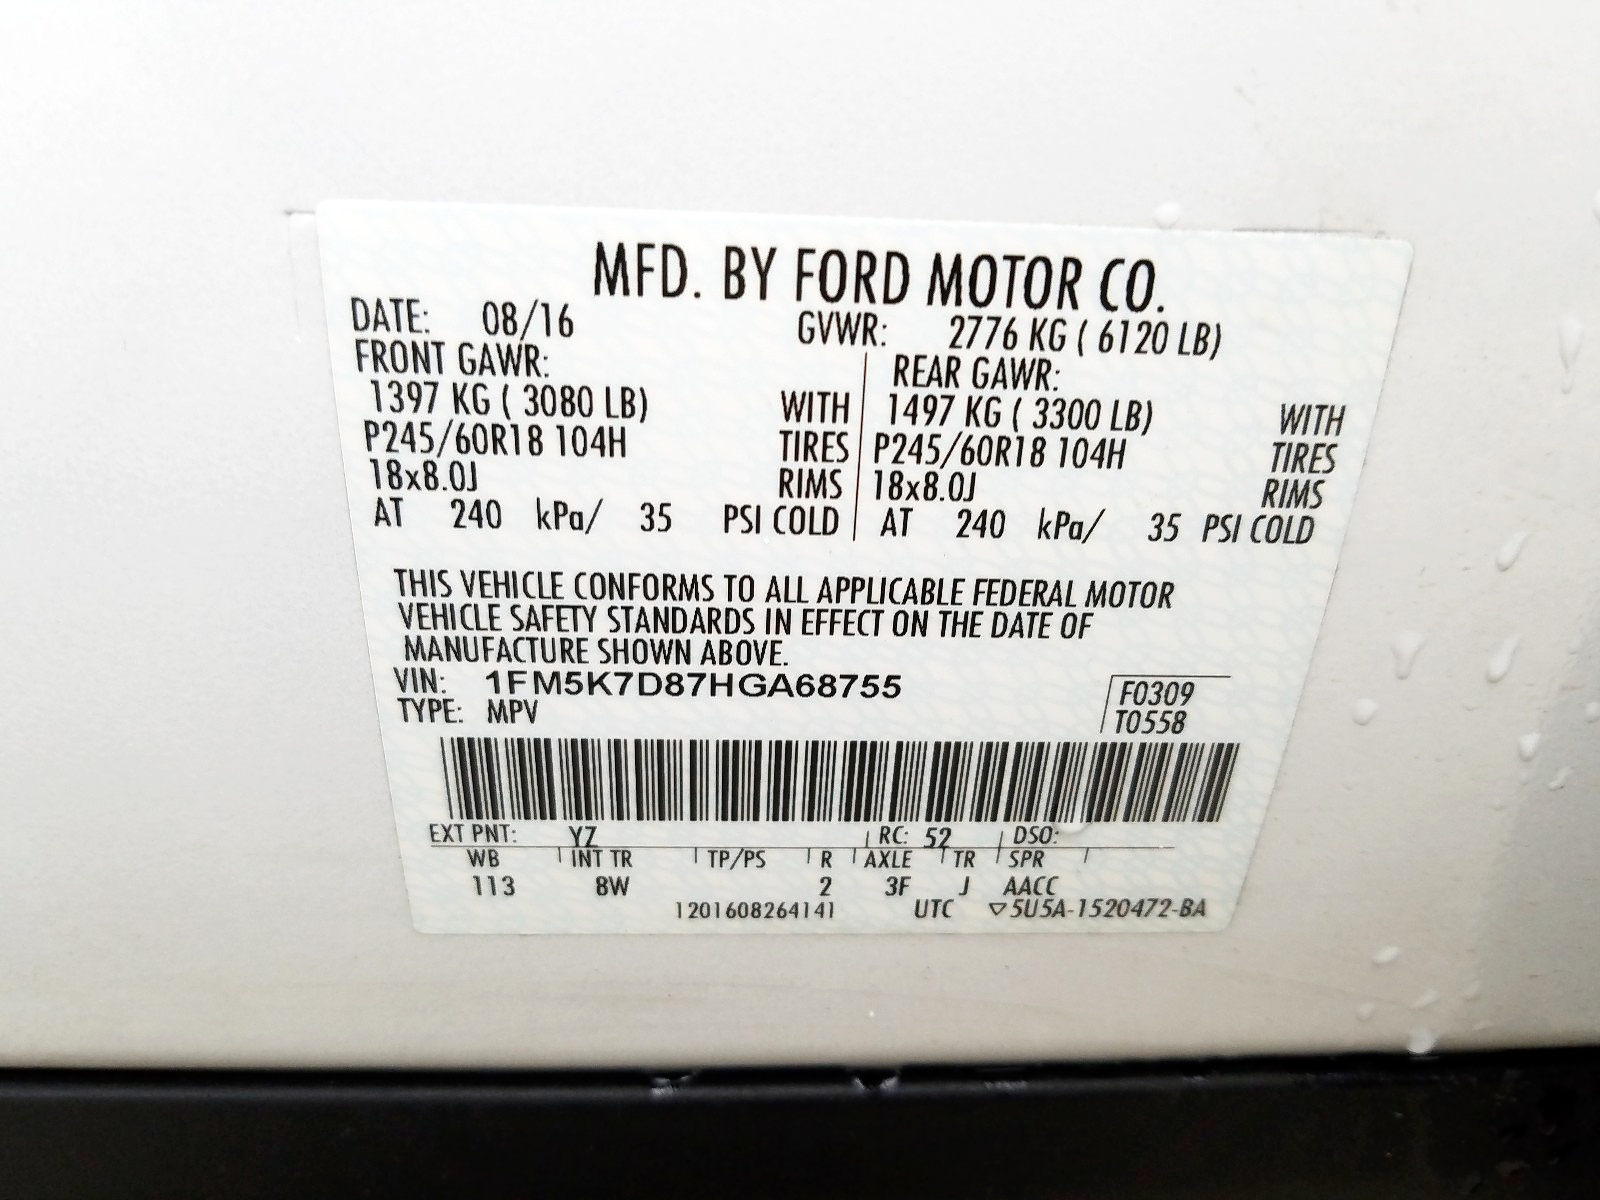 MFD. BY FORD MOTOR CO.
DATE: 08/16 GVWR: 2776 KG ( 6120 LB)
FRONT GAWR: REAR GAWR:
1397 KG ( 3080 LB) WITH 1497 KG ( 3300 LB) WITH
P245/60R18 104H TIRES P245/60R18 104H TIRES
18x8.0J RIMS 18x8.0J RIMS
AT 240 kPa/ 35 PSI COLD AT 240 kPa/ 35 PSI COLD
THIS VEHICLE CONFORMS TO ALL APPLICABLE FEDERAL MOTOR
VEHICLE SAFETY STANDARDS IN EFFECT ON THE DATE OF
MANUFACTURE SHOWN ABOVE.
VIN: 1FM5K7D87HGA68755 F0309
TYPE: MPV T0558
EXT PNT: YZ RC: 52 DSO:
WB INT TR TP/PS R AXLE TR SPR
113 8W 2 3F J AACC
1201608264141 UTC ▽5U5A-1520472-BA